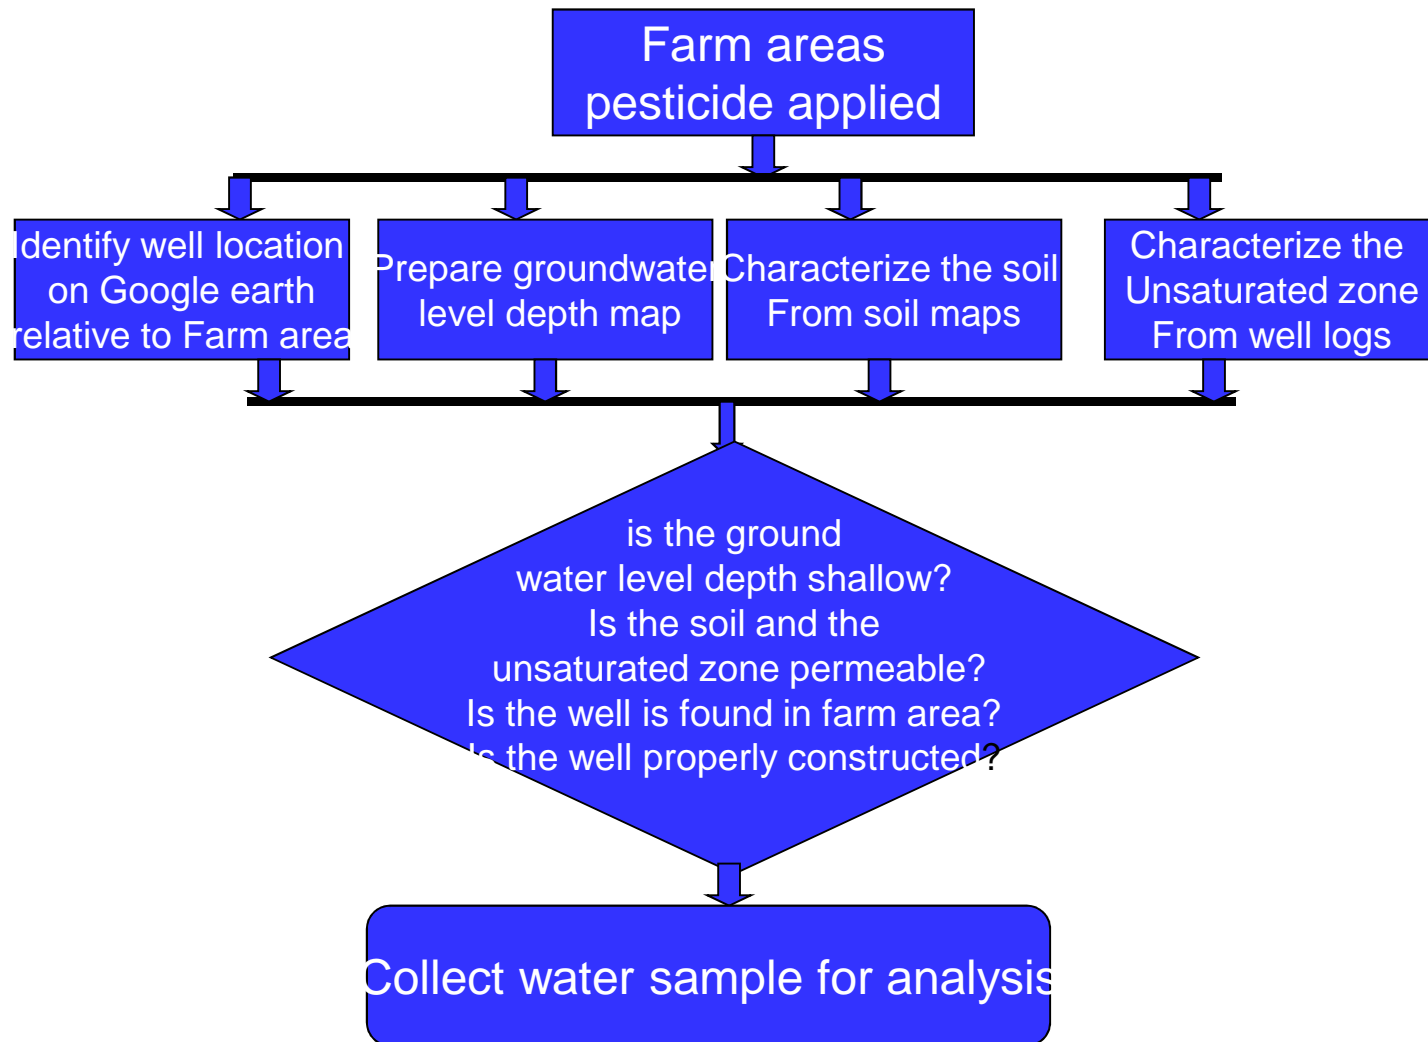 Farm areas
pesticide applied
Identify well location
on Google earth
relative to Farm area
Prepare groundwater
level depth map
Characterize the soil
From soil maps
Characterize the
Unsaturated zone
From well logs
is the ground
water level depth shallow?
Is the soil and the
unsaturated zone permeable?
Is the well is found in farm area?
Is the well properly constructed?
Collect water sample for analysis